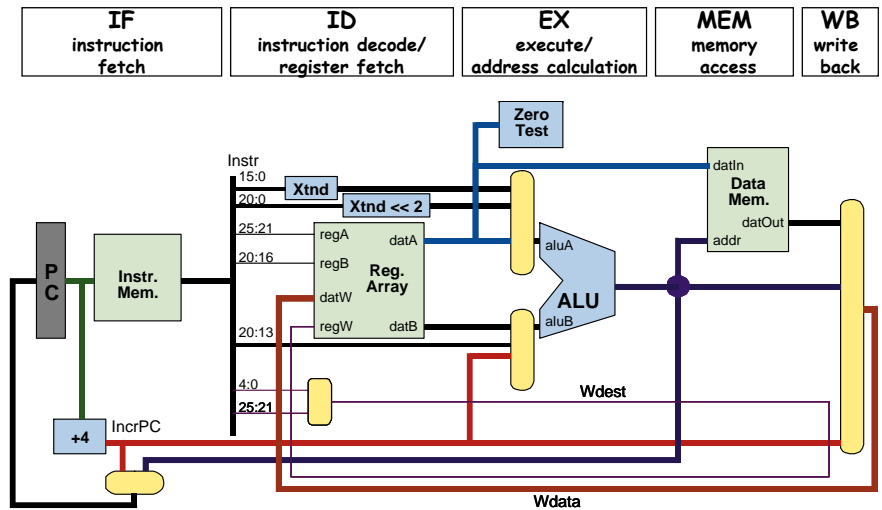 IF
instruction
fetch
ID
instruction decode/
register fetch
EX
execute/
address calculation
MEM
memory
access
WB
write
back
Zero
Test
Instr
15:0
Xtnd
20:0
Xtnd << 2
25:21
regA
datA
20:16
regB
Reg.
Array
datW
regW
datB
20:13
4:0
25:21
P
C
Instr.
Mem.
+4
IncrPC
aluA
ALU
aluB
datIn
Data
Mem.
datOut
addr
Wdest
Wdata